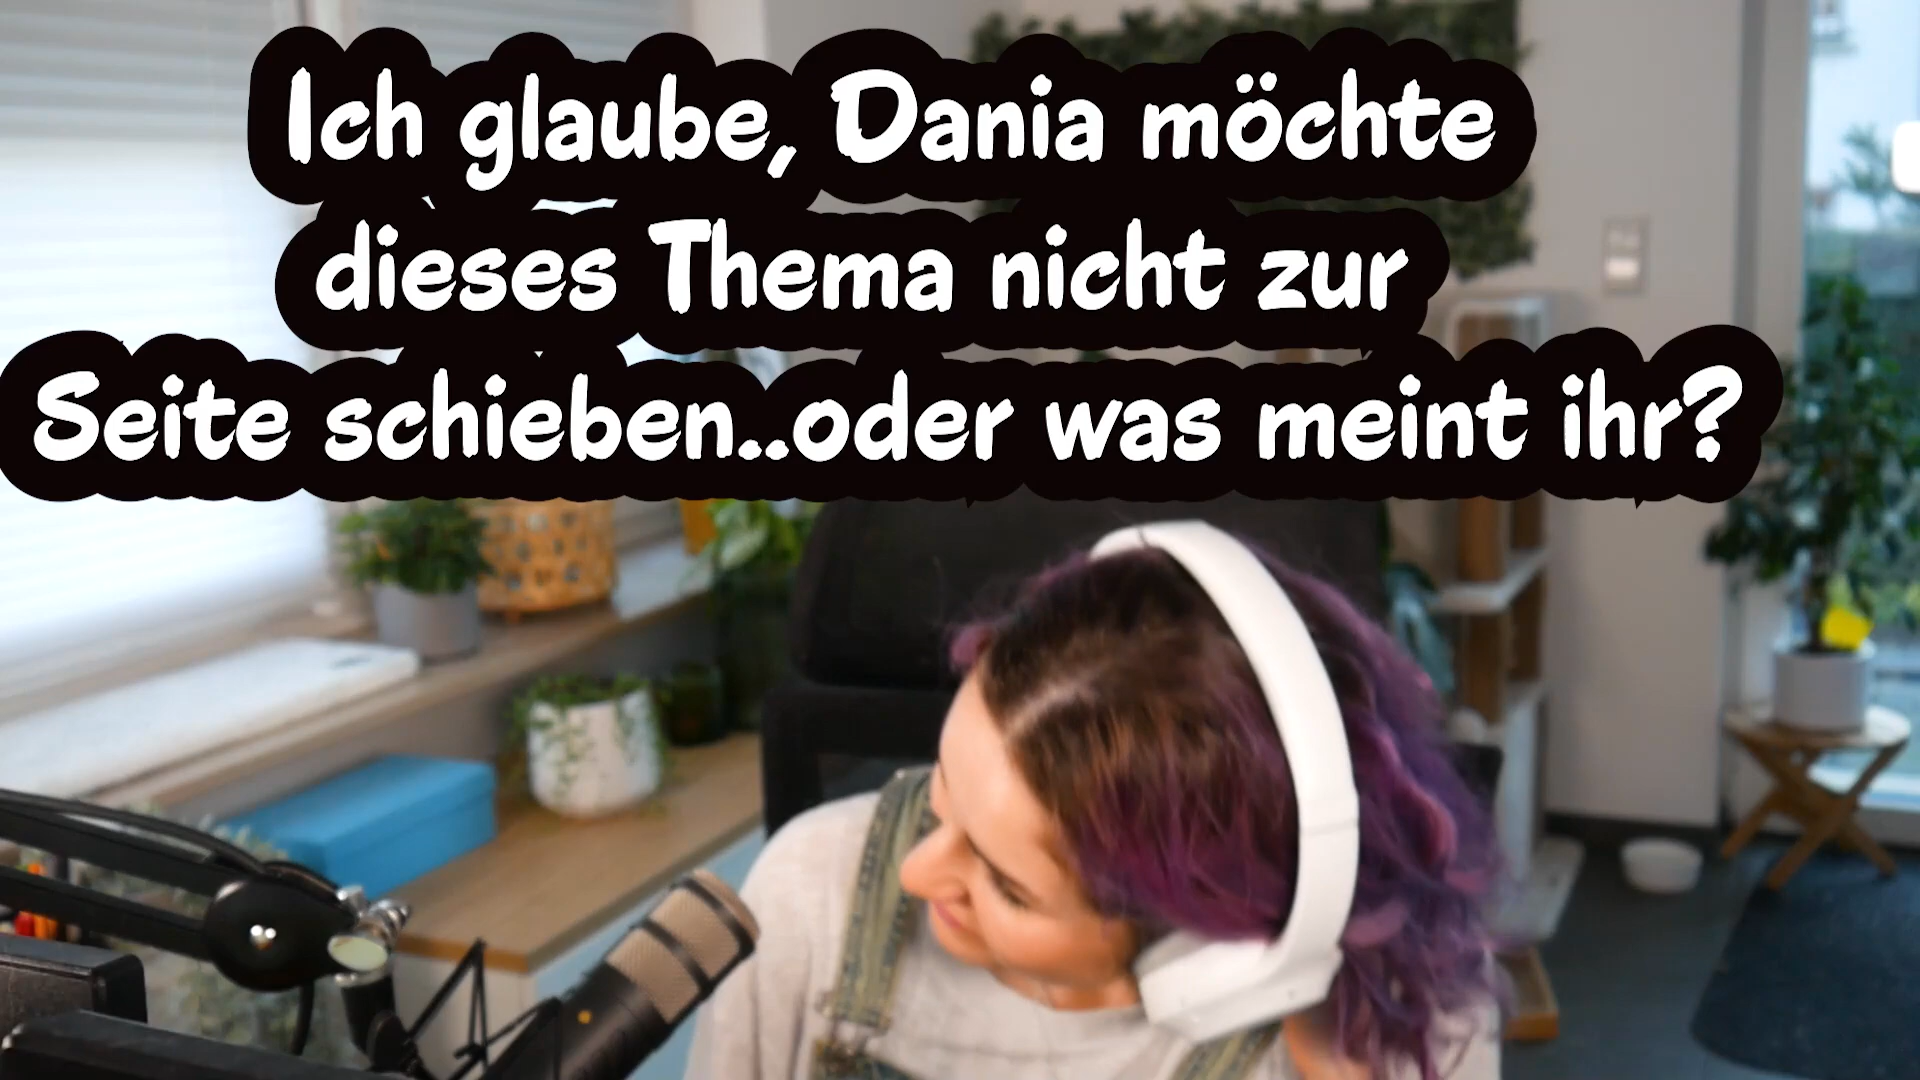 Ich glaube, Dania möchte
dieses Thema nicht zur
Seite schieben..oder was meint ihr?